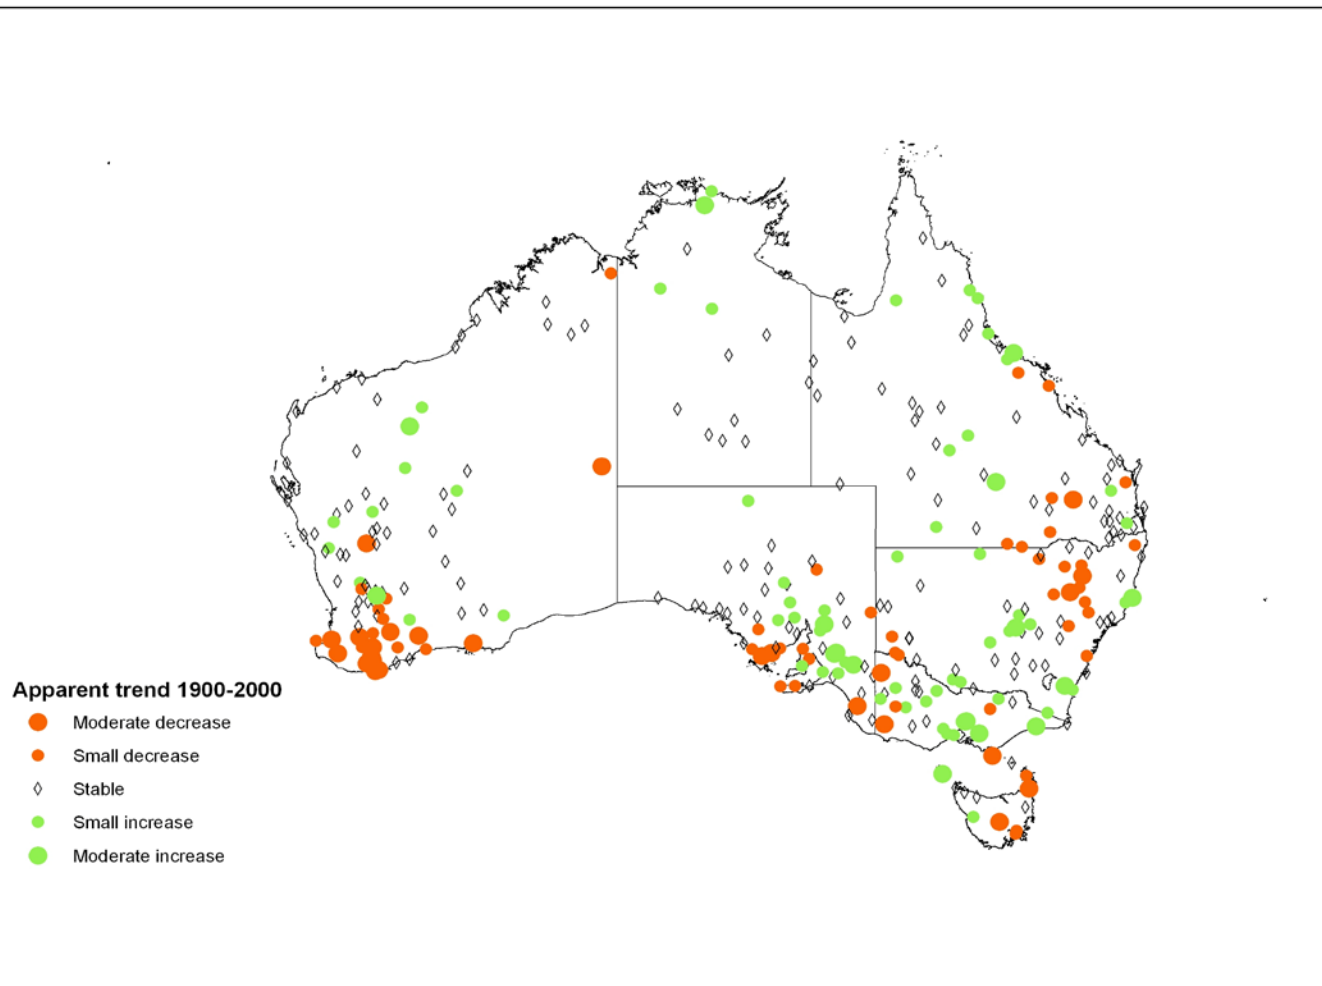 Apparent trend 1900-2000
Moderate decrease
Small decrease
Stable
Small increase
Moderate increase